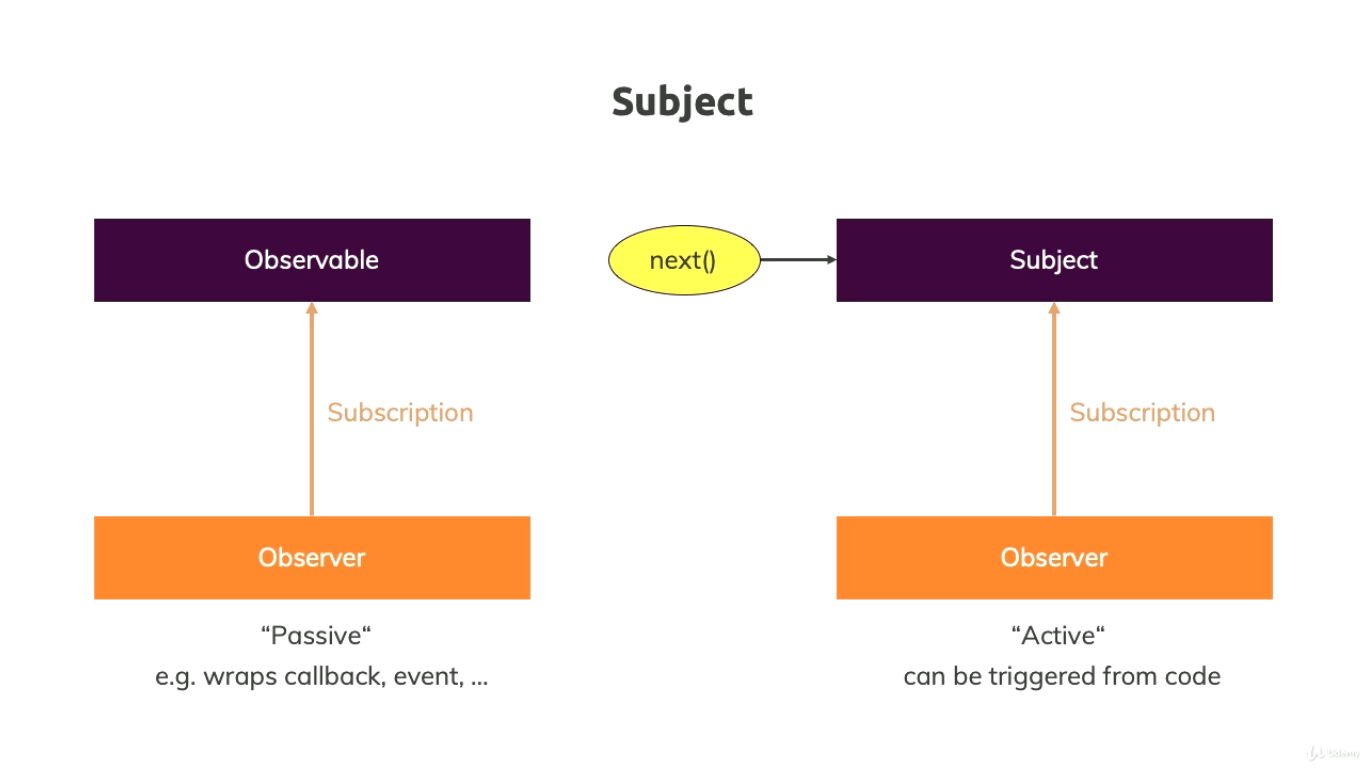 Subject
Observable
next()
Subject
Subscription
Subscription
Observer
Observer
“Passive“
“Active“
e.g. wraps callback, event, ...
can be triggered from code
Udemy